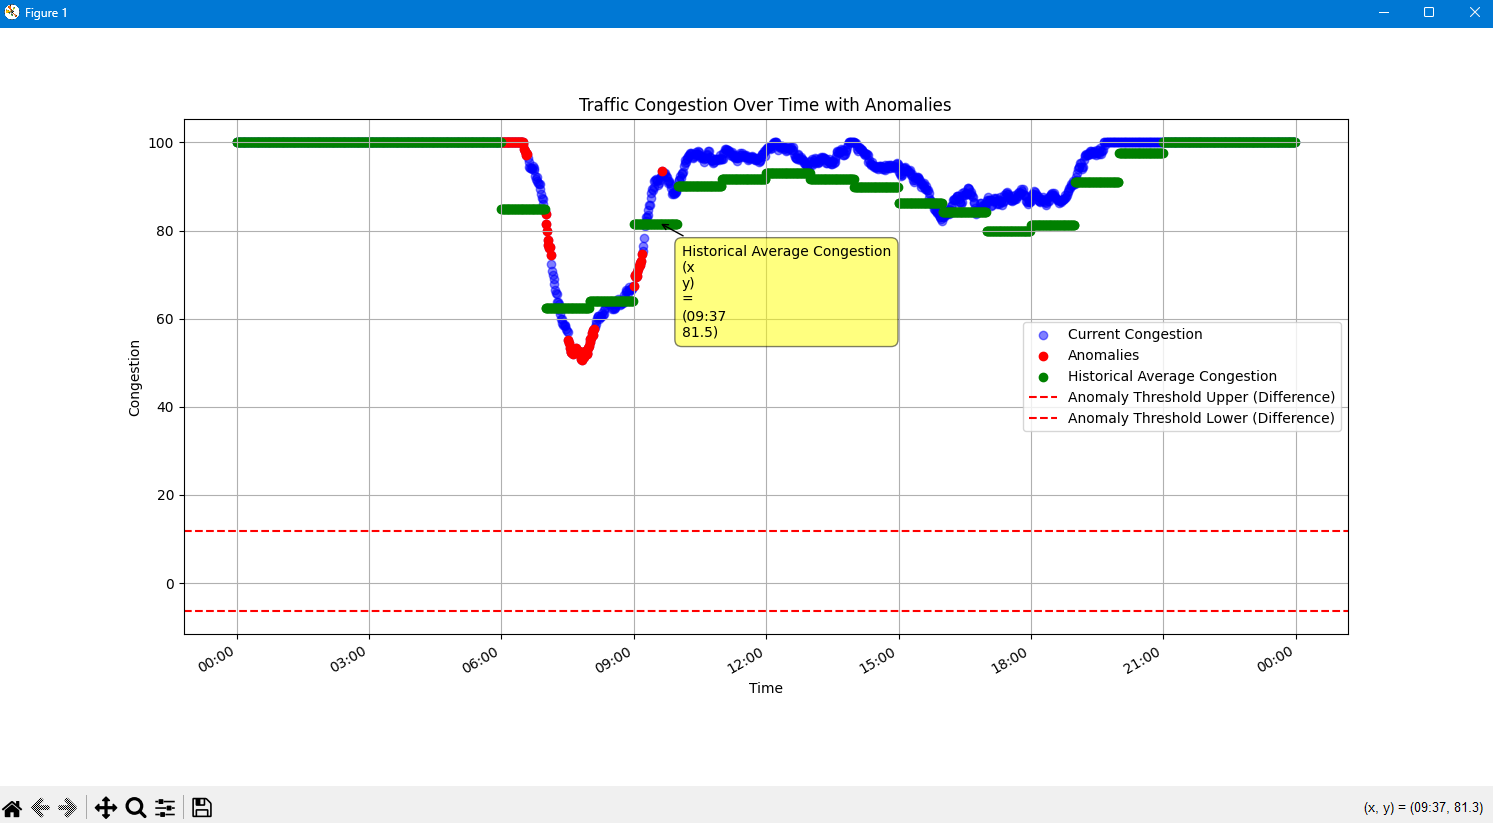 Figure 1
Traffic Congestion Over Time with Anomalies
100
80
60
40
20
0
Congestion
Historical Average Congestion
(x
y)
=
(09:37
81.5)
Current Congestion
Anomalies
Historical Average Congestion
Anomaly Threshold Upper (Difference)
Anomaly Threshold Lower (Difference)
00:00
03:00
06:00
09:00
12:00
15:00
18:00
21:00
00:00
Time
(x, y) = (09:37, 81.3)